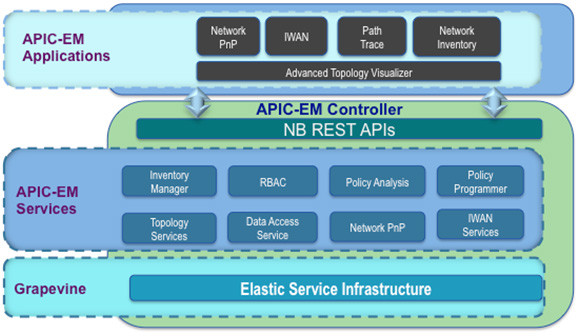 APIC-EM
Applications
Network
PnP
IWAN
Path
Trace
Network
Inventory
Advanced Topology Visualizer
APIC-EM Controller
NB REST APIs
APIC-EM
Services
Inventory
Manager
RBAC
Policy Analysis
Policy
Programmer
Topology
Services
Data Access
Service
Network PnP
IWAN
Services
Grapevine
Elastic Service Infrastructure